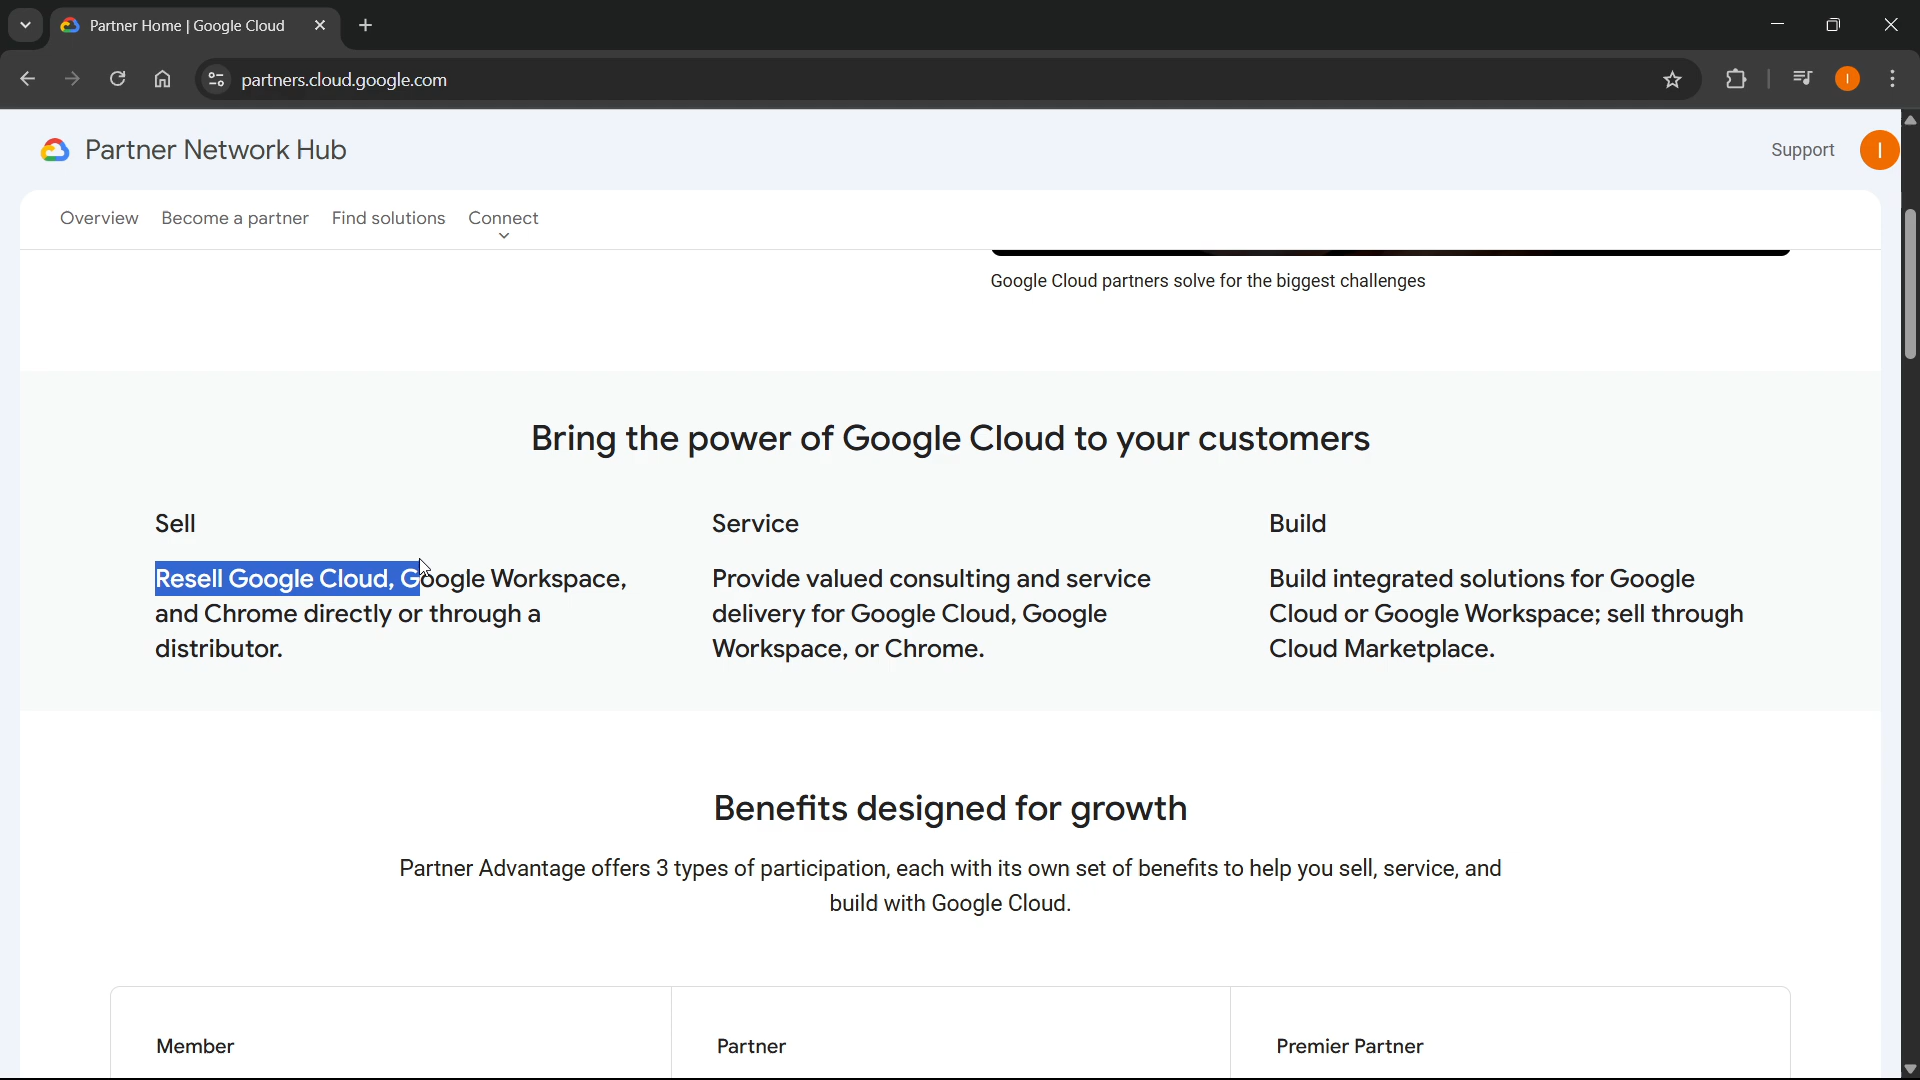 Partner Home | Google Cloud
partners.cloud.google.com
I
Partner Network Hub
Support
I
Overview
Become a partner
Find solutions
Connect
Google Cloud partners solve for the biggest challenges
Bring the power of Google Cloud to your customers
Sell
Resell Google Cloud, Google Workspace,
and Chrome directly or through a
distributor.
Service
Provide valued consulting and service
delivery for Google Cloud, Google
Workspace, or Chrome.
Build
Build integrated solutions for Google
Cloud or Google Workspace; sell through
Cloud Marketplace.
Benefits designed for growth
Partner Advantage offers 3 types of participation, each with its own set of benefits to help you sell, service, and
build with Google Cloud.
Member
Partner
Premier Partner